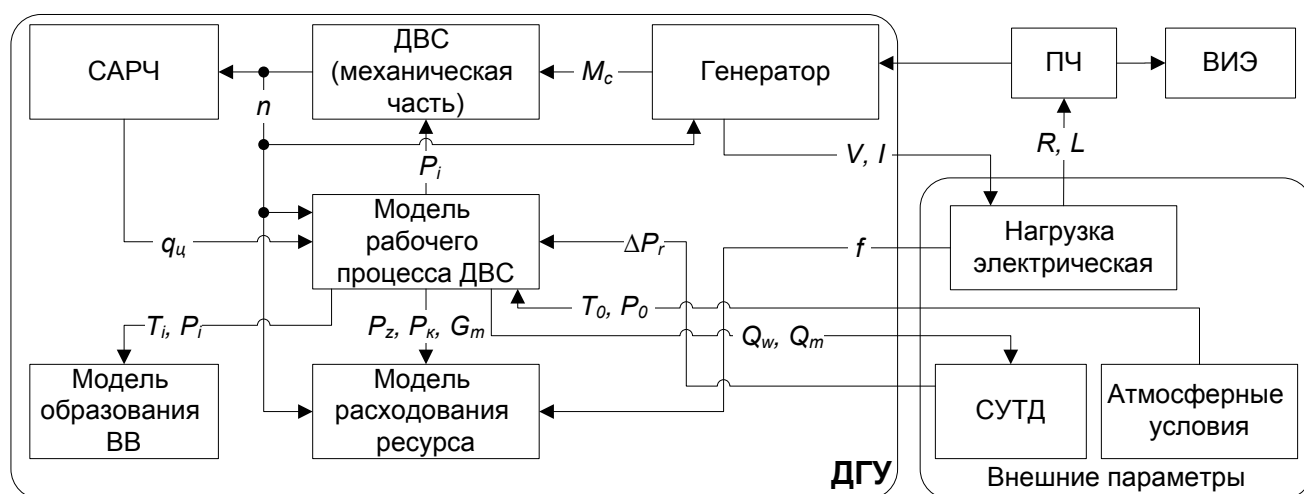 САРЧ
ДВС
(механическая
часть)
Генератор
ПЧ
ВИЭ
M_c
n
P_i
V, I
R, L
Модель
рабочего
процесса ДВС
q_ц
ΔP_r
f
Нагрузка
электрическая
T_0, P_0
T_i, P_i
P_z, P_к, G_m
Q_w, Q_m
Модель
образования
ВВ
Модель
расходования
ресурса
СУТД
Атмосферные
условия
ДГУ
Внешние параметры